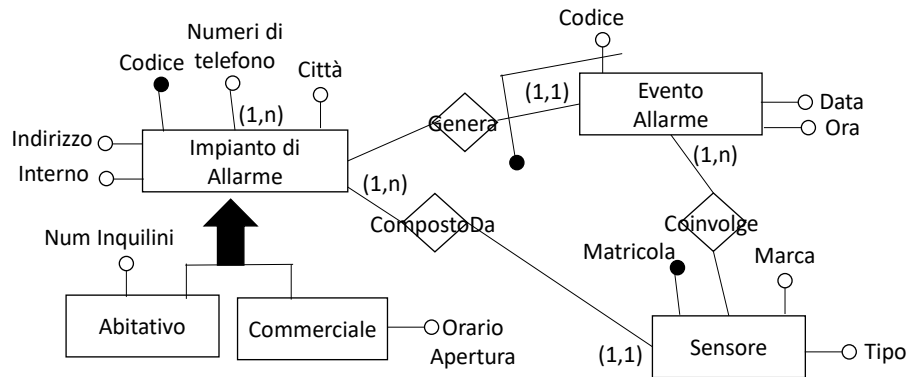 Codice
Numeri di
telefono
Codice
Città
(1,n)
Indirizzo
Interno
Impianto di
Allarme
(1,n)
Genera
(1,1)
Evento
Allarme
Data
Ora
(1,n)
CompostoDa
Coinvolge
Num Inquilini
Abitativo
Commerciale
Orario
Apertura
Matricola
Marca
(1,1)
Sensore
Tipo